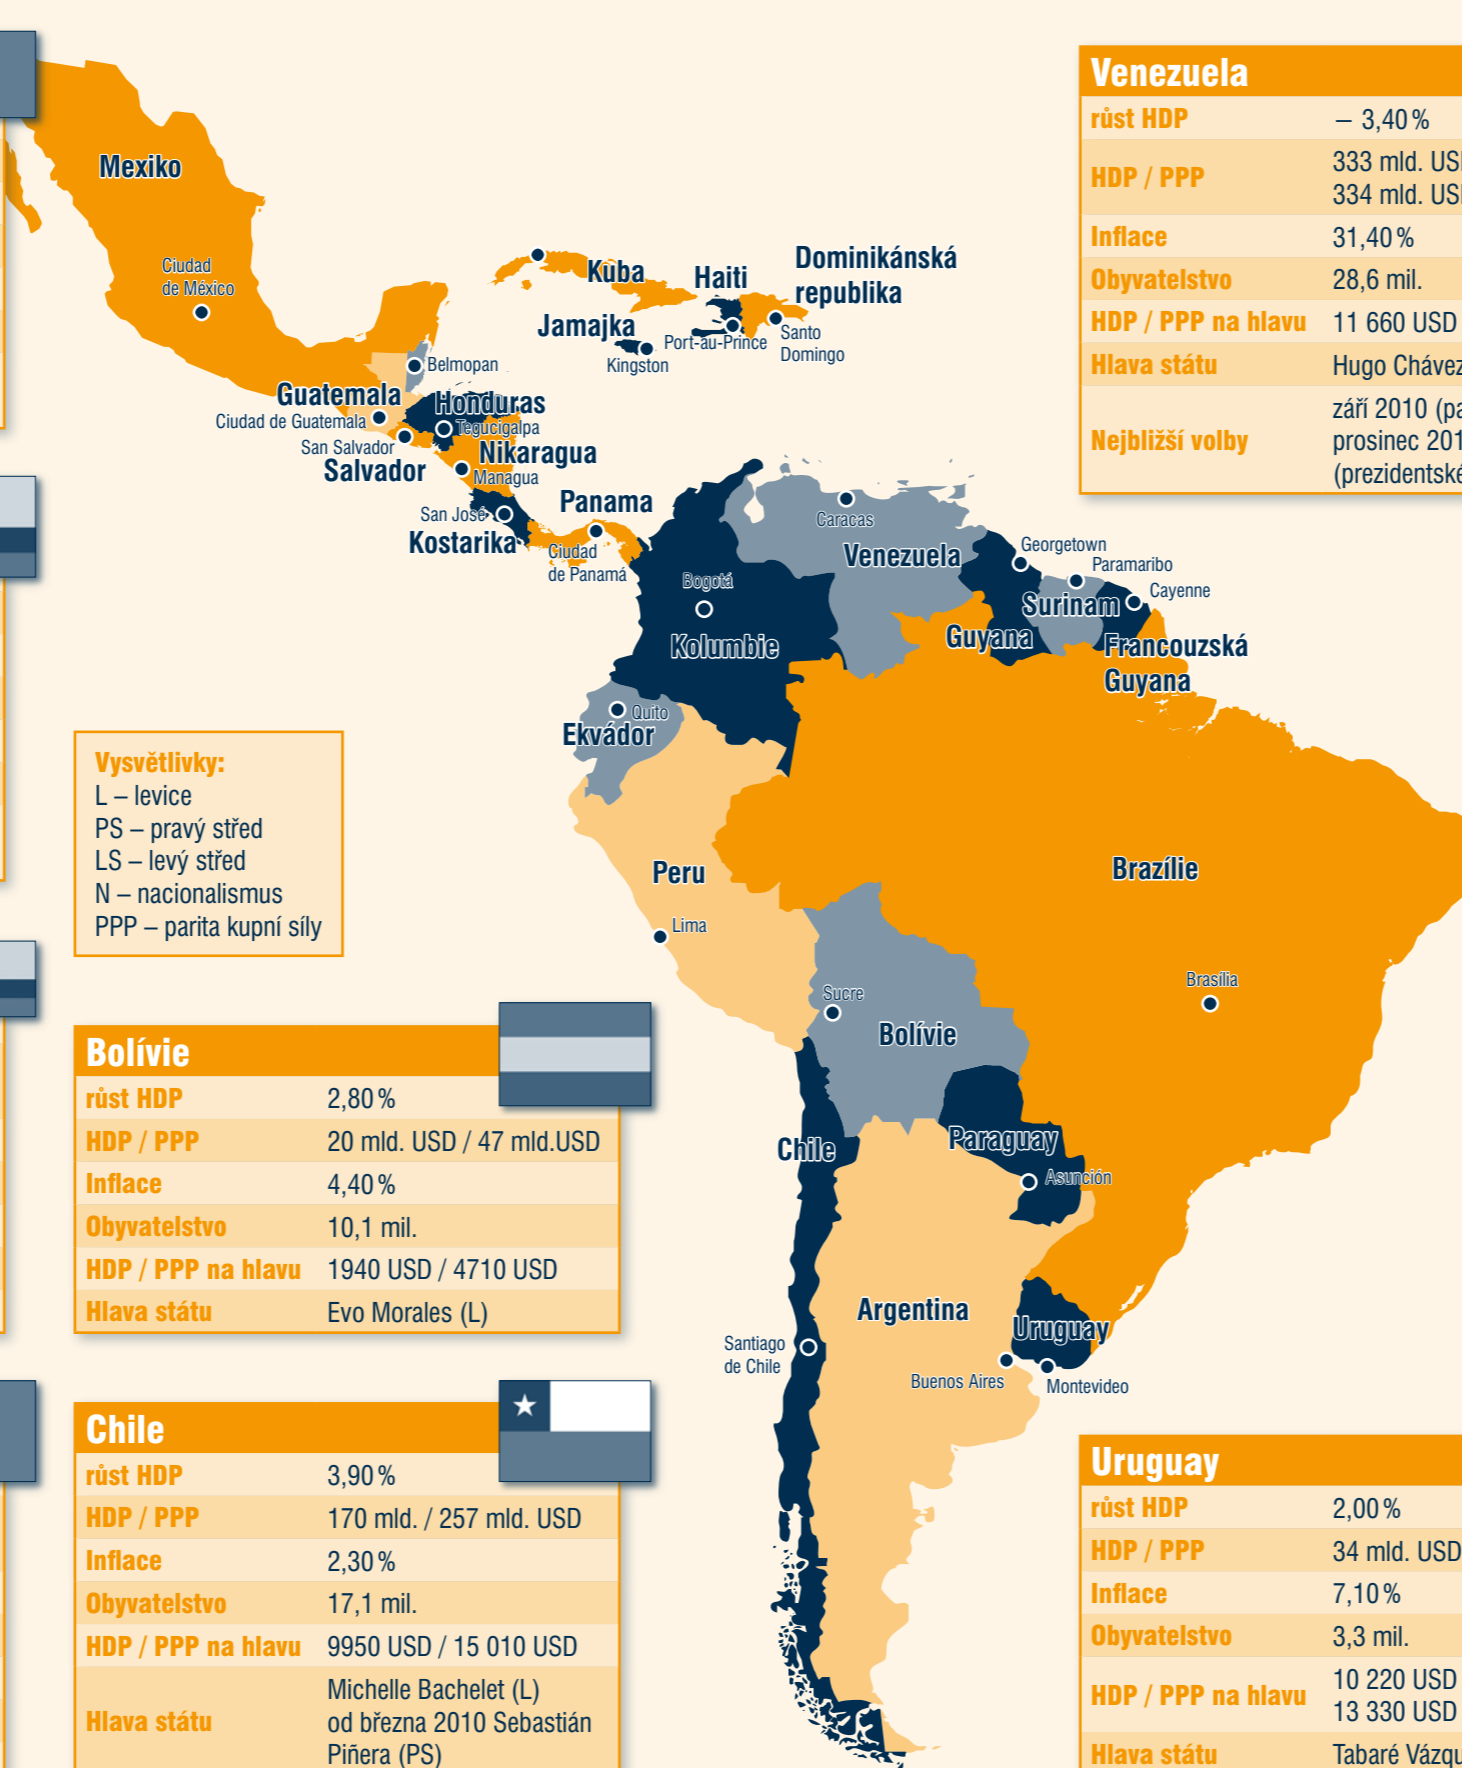 Mexiko
Ciudad
de México
Kuba
Haiti
Dominikánská
republika
Jamajka
Kingston
Port-au-Prince
Santo
Domingo
Belmopan
Guatemala
Ciudad de Guatemala
Honduras
Tegucigalpa
San Salvador
Salvador
Nikaragua
Managua
San José
Kostarika
Panama
Ciudad
de Panamá
Caracas
Venezuela
Georgetown
Paramaribo
Cayenne
Surinam
Guyana
Francouzská
Guyana
Bogotá
Kolumbie
Quito
Ekvádor
Peru
Lima
Brazílie
Brasília
Sucre
Bolívie
Chile
Paraguay
Asunción
Argentina
Uruguay
Santiago
de Chile
Buenos Aires
Montevideo
Venezuela
růst HDP – 3,40 %
HDP / PPP 333 mld.
334 mld.
Inflace 31,40 %
Obyvatelstvo 28,6 mil.
HDP / PPP na hlavu 11 660 USD
Hlava státu Hugo Chávez
Nejbližší volby září 2010
prosinec
(prezidentské
Vysvětlivky:
L – levice
PS – pravý střed
LS – levý střed
N – nacionalismus
PPP – parita kupní síly
Bolívie
růst HDP 2,80 %
HDP / PPP 20 mld. USD / 47 mld.USD
Inflace 4,40 %
Obyvatelstvo 10,1 mil.
HDP / PPP na hlavu 1940 USD / 4710 USD
Hlava státu Evo Morales (L)
Chile
růst HDP 3,90 %
HDP / PPP 170 mld. / 257 mld. USD
Inflace 2,30 %
Obyvatelstvo 17,1 mil.
HDP / PPP na hlavu 9950 USD / 15 010 USD
Hlava státu Michelle Bachelet (L)
od března 2010 Sebastián
Piñera (PS)
Uruguay
růst HDP 2,00 %
HDP / PPP 34 mld. USD
Inflace 7,10 %
Obyvatelstvo 3,3 mil.
HDP / PPP na hlavu 10 220 USD
13 330 USD
Hlava státu Tabaré